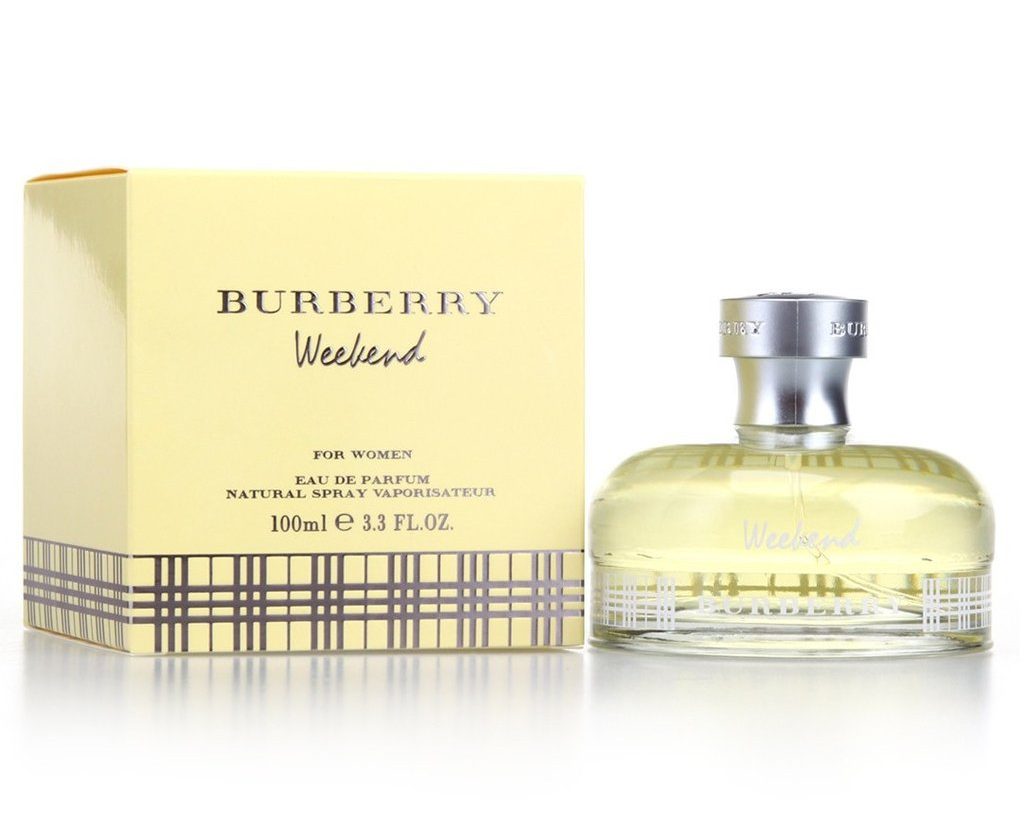 BURBERRY
Weekend
FOR WOMEN
EAU DE PARFUM
NATURAL SPRAY VAPORISATEUR
100ml ℮ 3.3 FL.OZ.
Weekend
BURBERRY